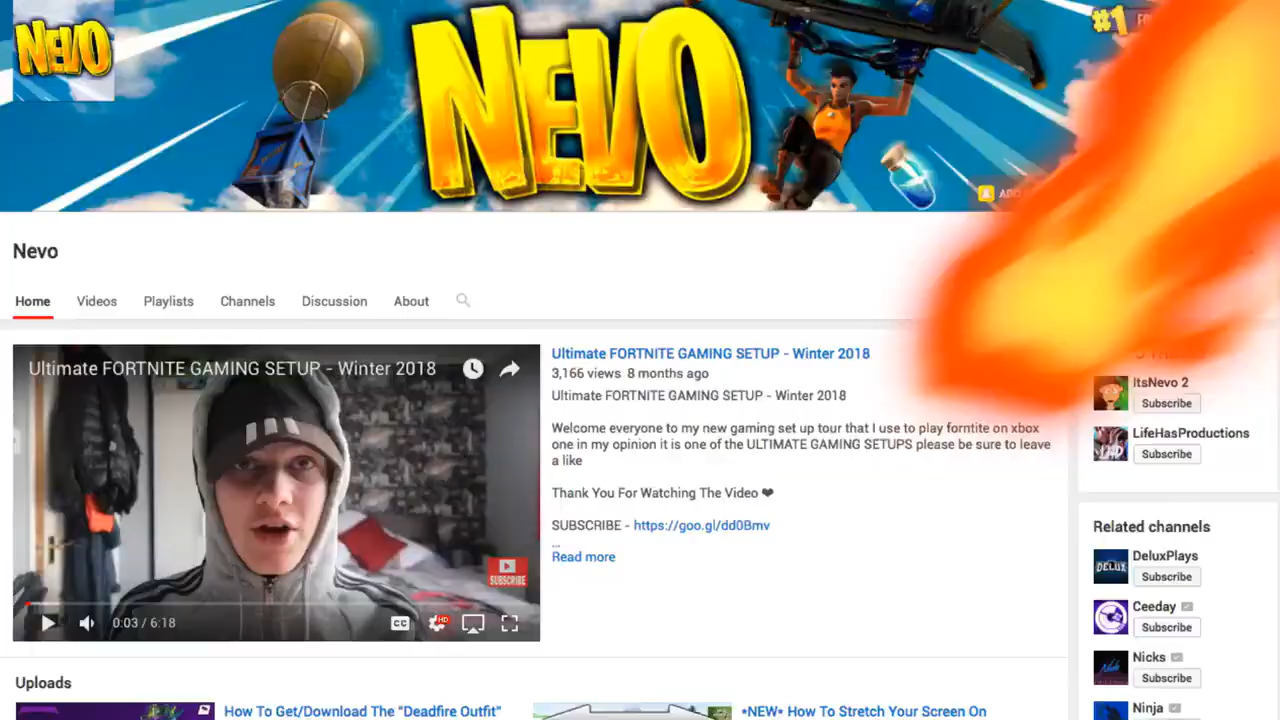 NEVO
NEVO
#1
Nevo
Home Videos Playlists Channels Discussion About
Ultimate FORTNITE GAMING SETUP - Winter 2018
SUBSCRIBE
0:03 / 6:18
CC
HD
Ultimate FORTNITE GAMING SETUP - Winter 2018
3,166 views 8 months ago
Ultimate FORTNITE GAMING SETUP - Winter 2018
Welcome everyone to my new gaming set up tour that I use to play forntite on xbox
one in my opinion it is one of the ULTIMATE GAMING SETUPS please be sure to leave
a like
Thank You For Watching The Video ❤
SUBSCRIBE - https://goo.gl/dd0Bmv
...
Read more
ItsNevo 2
Subscribe
LifeHasProductions
Subscribe
Related channels
DELUX
DeluxPlays
Subscribe
Ceeday
Subscribe
Nicks
Subscribe
Ninja
Uploads
How To Get/Download The "Deadfire Outfit"
*NEW* How To Stretch Your Screen On